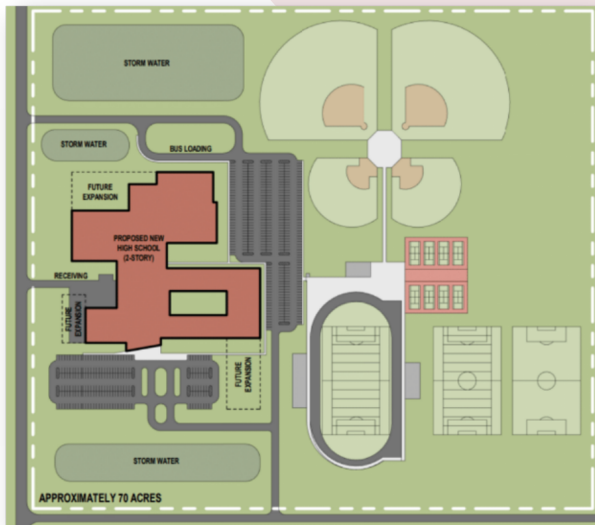 STORM WATER
STORM WATER
BUS LOADING
FUTURE
EXPANSION
PROPOSED NEW
HIGH SCHOOL
(2-STORY)
RECEIVING
FUTURE
EXPANSION
FUTURE
EXPANSION
STORM WATER
APPROXIMATELY 70 ACRES